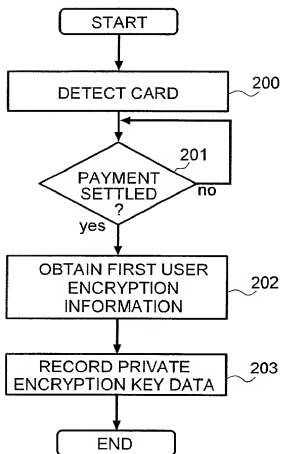 START
DETECT CARD
200
201
PAYMENT
SETTLED
?
no
yes
OBTAIN FIRST USER
ENCRYPTION
INFORMATION
202
RECORD PRIVATE
ENCRYPTION KEY DATA
203
END